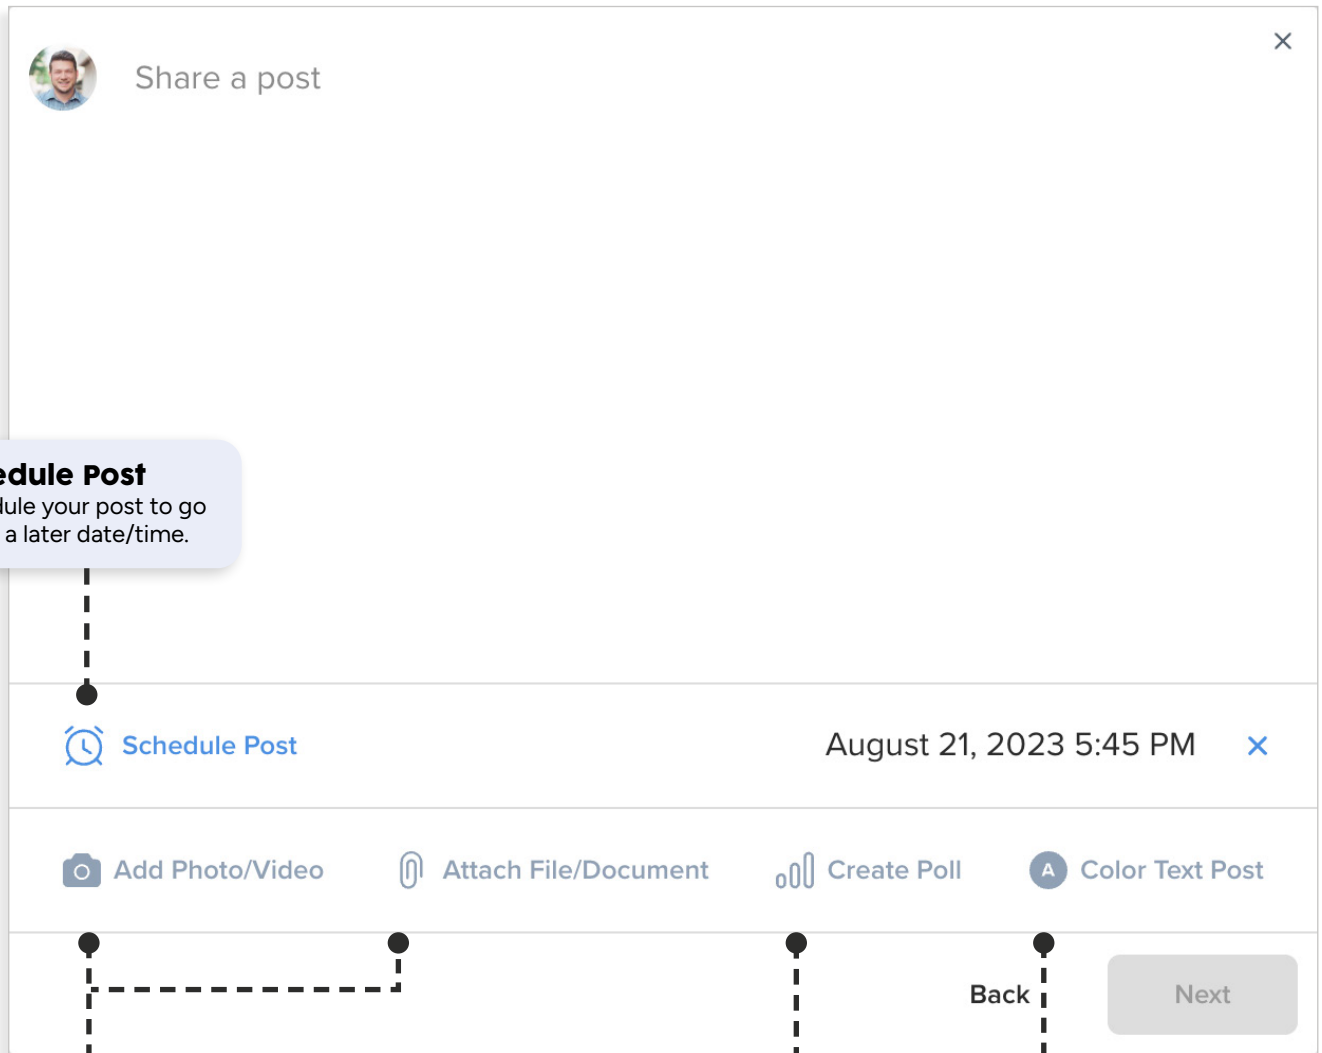 Share a post
edule Post
dule your post to go
a later date/time.
Schedule Post August 21, 2023 5:45 PM
Add Photo/Video Attach File/Document Create Poll A Color Text Post
Back Next